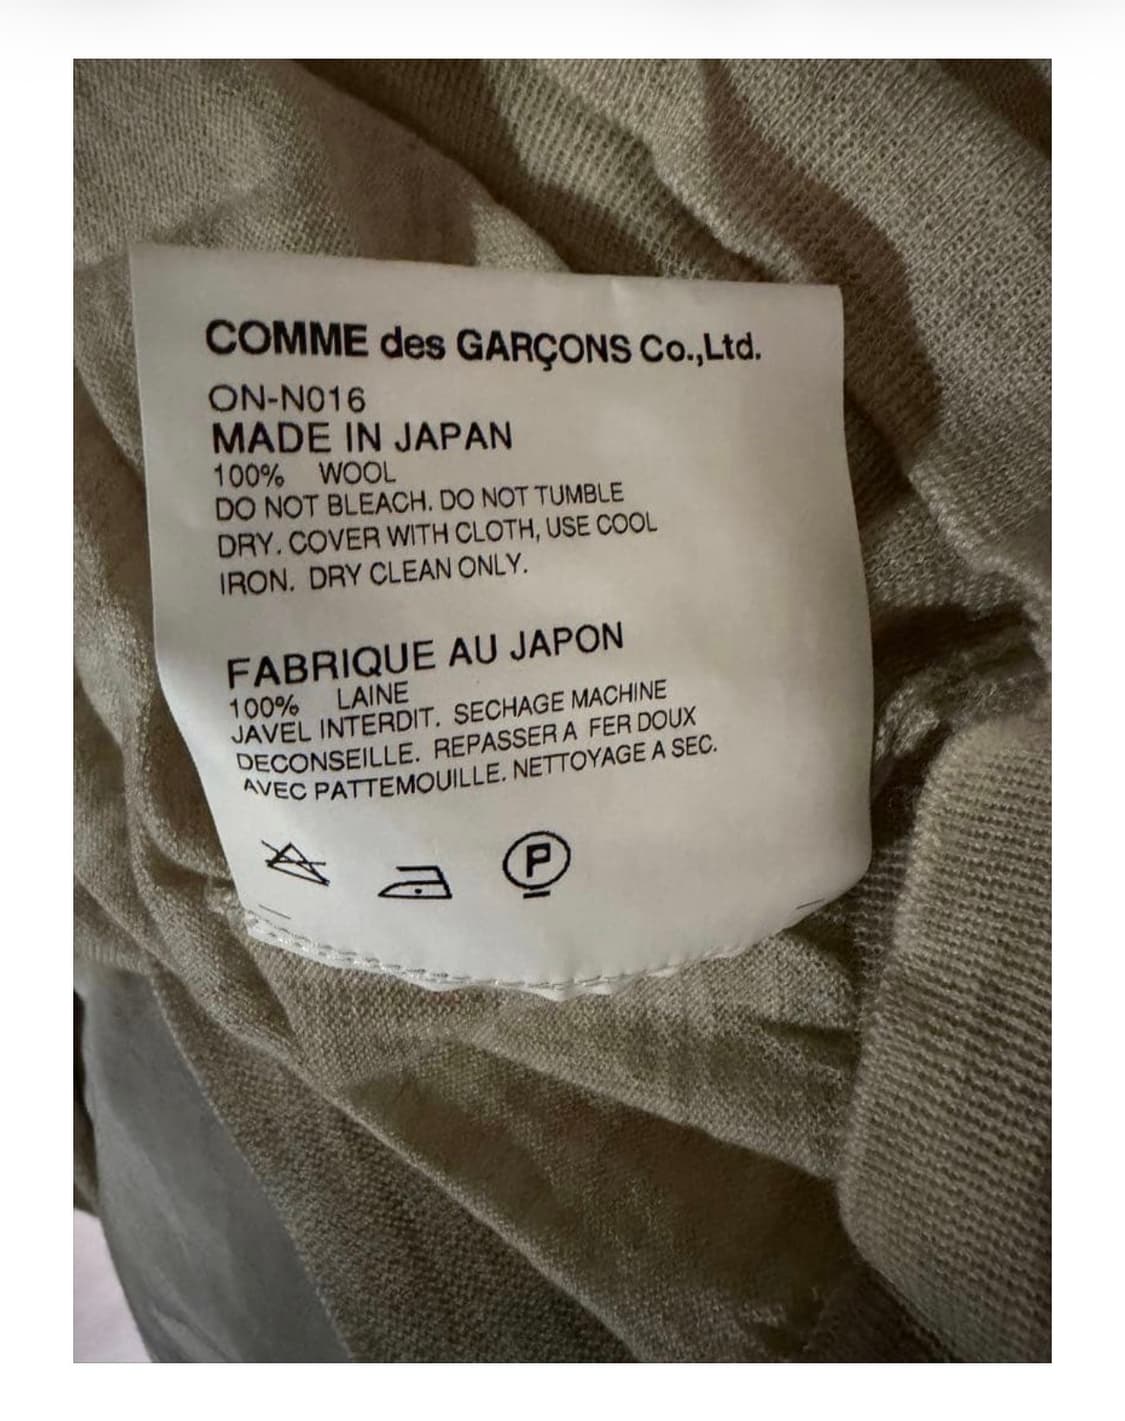 COMME des GARÇONS Co.,Ltd.
ON-N016
MADE IN JAPAN
100% WOOL
DO NOT BLEACH. DO NOT TUMBLE
DRY. COVER WITH CLOTH, USE COOL
IRON. DRY CLEAN ONLY.
FABRIQUE AU JAPON
100% LAINE
JAVEL INTERDIT. SECHAGE MACHINE
DECONSEILLE. REPASSER A FER DOUX
AVEC PATTEMOUILLE. NETTOYAGE A SEC.
P